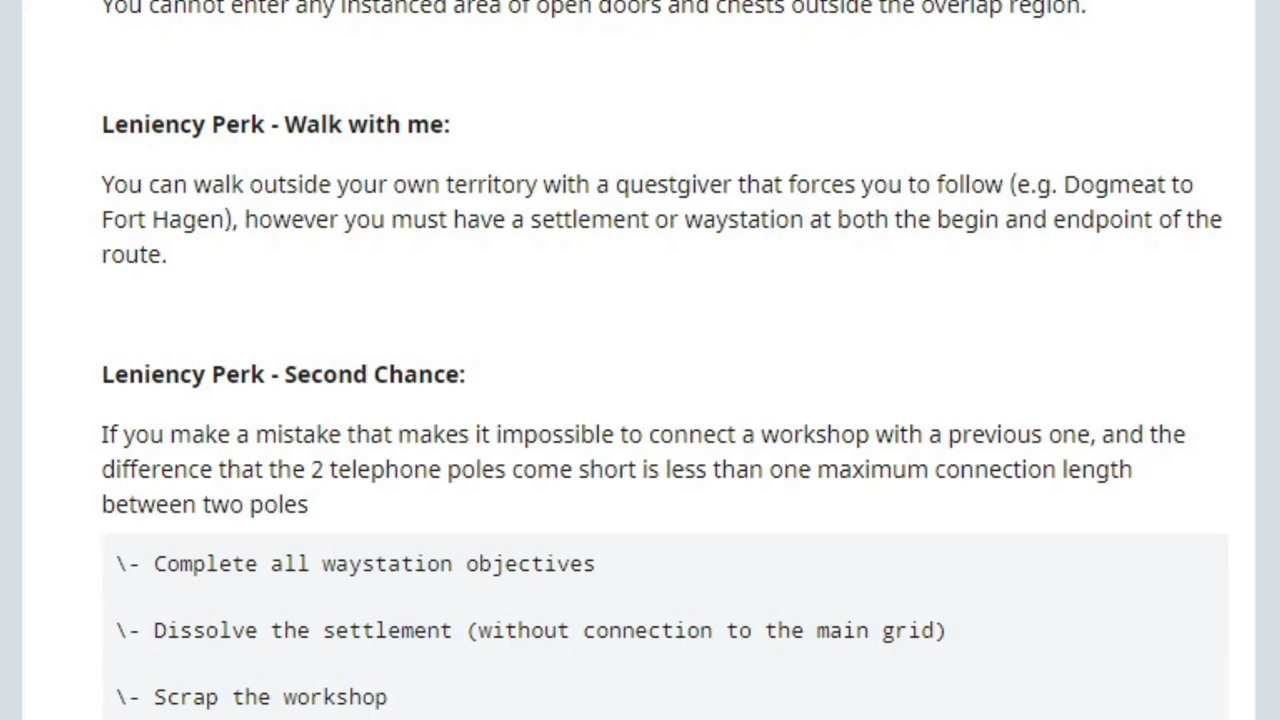 You cannot enter any instanced area of open doors and chests outside the overlap region.
Leniency Perk - Walk with me:
You can walk outside your own territory with a questgiver that forces you to follow (e.g. Dogmeat to
Fort Hagen), however you must have a settlement or waystation at both the begin and endpoint of the
route.
Leniency Perk - Second Chance:
If you make a mistake that makes it impossible to connect a workshop with a previous one, and the
difference that the 2 telephone poles come short is less than one maximum connection length
between two poles
\- Complete all waystation objectives
\- Dissolve the settlement (without connection to the main grid)
\- Scrap the workshop